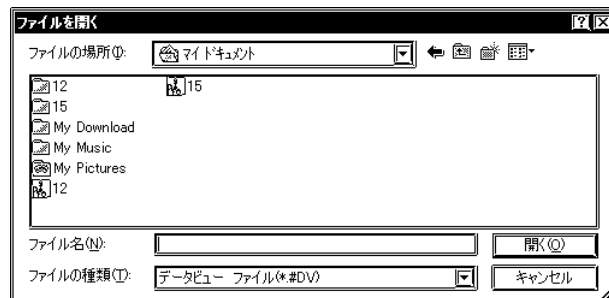 ファイルを開く
ファイルの場所(I):
マイ ドキュメント
12
15
My Download
My Music
My Pictures
12
15
ファイル名(N):
開く(O)
ファイルの種類(T):
データビュー ファイル(*.#DV)
キャンセル